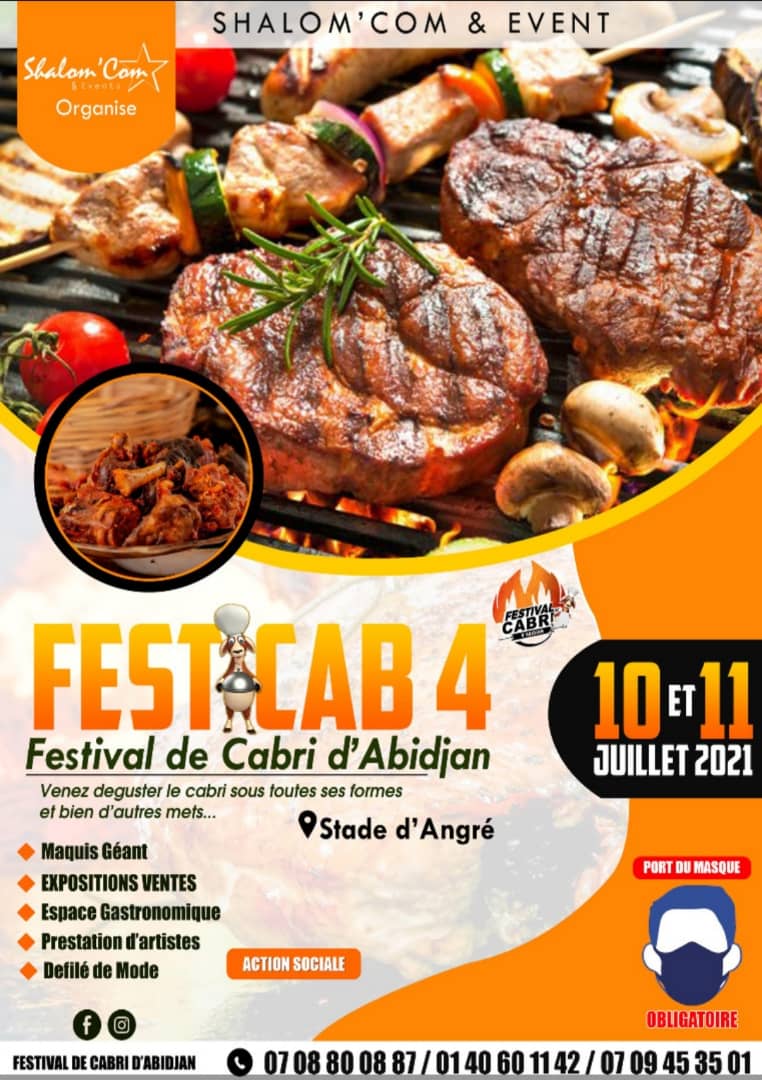 SHALOM'COM & EVENT
Shalom'Com
& Events
Organise
FESTIVAL
CABRI
FESTICAB 4
Festival de Cabri d'Abidjan
Venez deguster le cabri sous toutes ses formes
et bien d'autres mets...
Stade d'Angré
10 ET 11
JUILLET 2021
Maquis Géant
EXPOSITIONS VENTES
Espace Gastronomique
Prestation d'artistes
Defilé de Mode
ACTION SOCIALE
PORT DU MASQUE
OBLIGATOIRE
FESTIVAL DE CABRI D'ABIDJAN
07 08 80 08 87 / 01 40 60 11 42 / 07 09 45 35 01